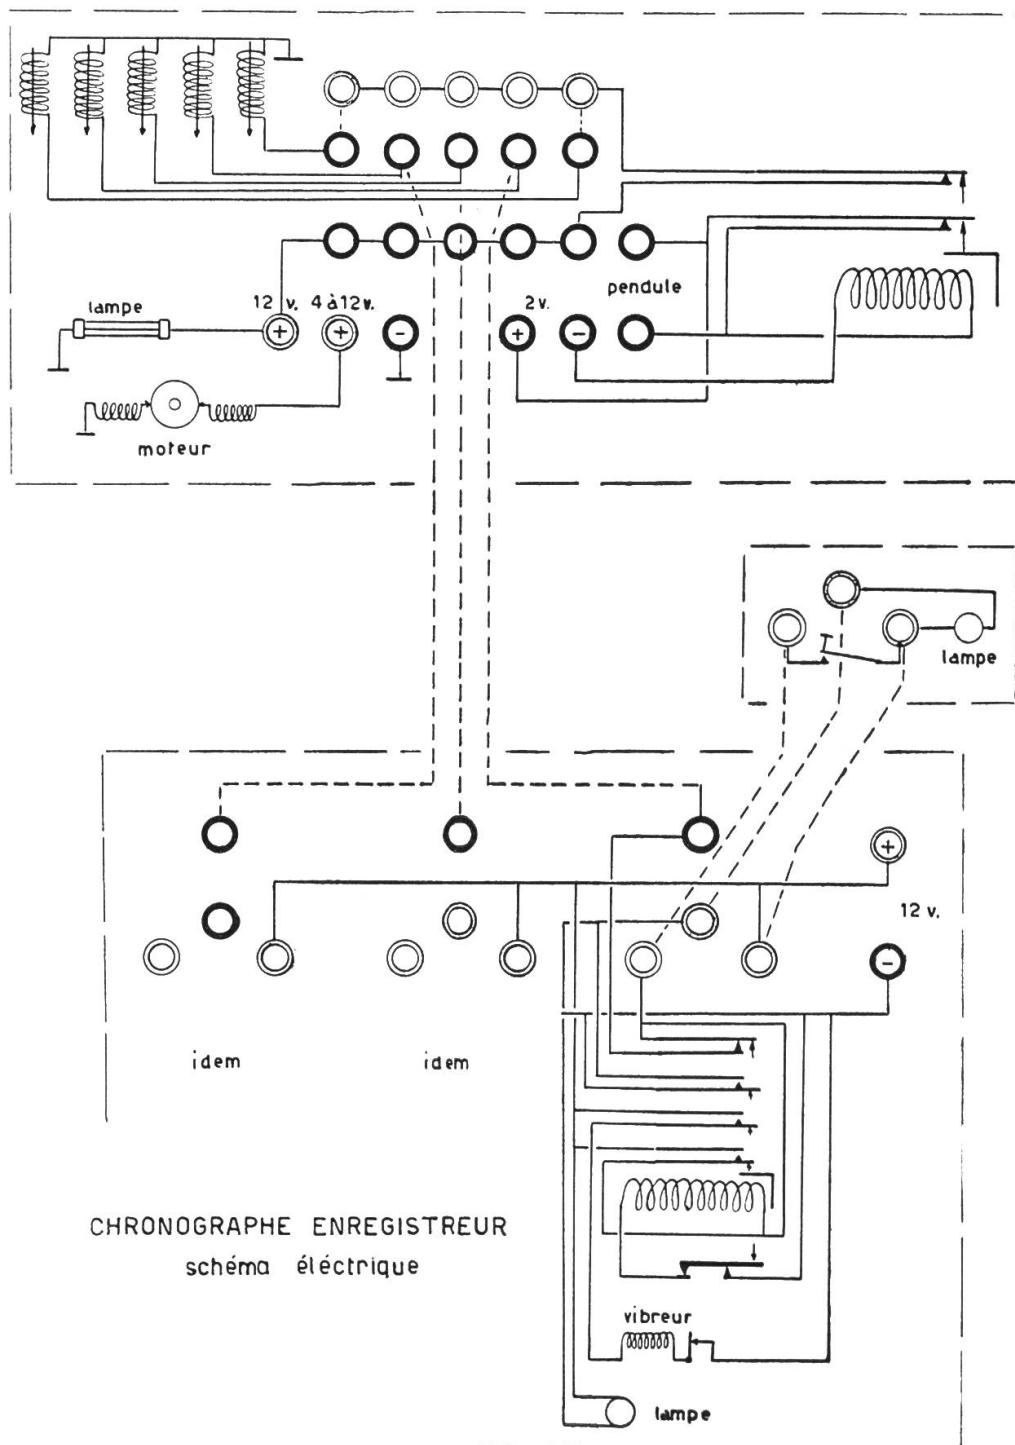 lampe
12 v. 4 à 12 v.
2 v.
pendule
+ + - + -
moteur
lampe
+
12 v.
-
idem idem
CHRONOGRAPHE ENREGISTREUR
schéma éléctrique
vibreur
lampe